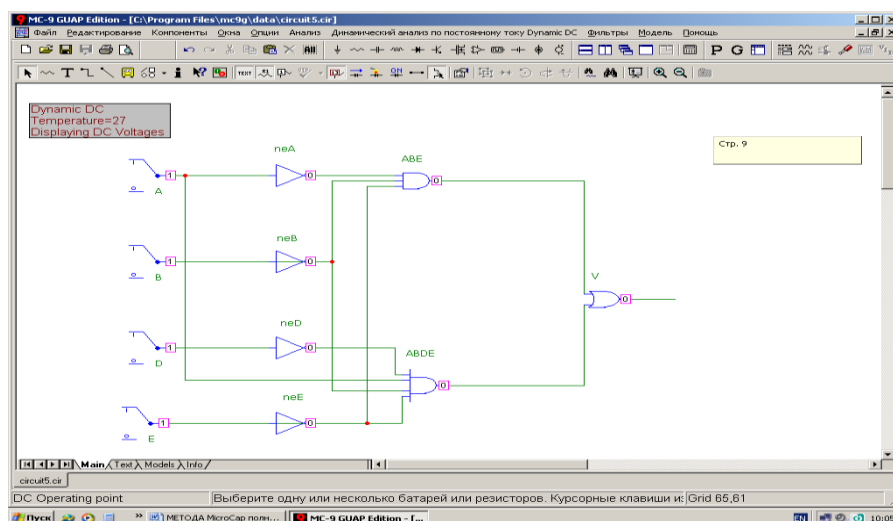 MC-9 GUAP Edition - [C:\Program Files\mc9g\data\circuit5.cir]
Файл Редактирование Компоненты Окна Опции Анализ Динамический анализ по постоянному току Dynamic DC Фильтры Модель Помощь
P G
T TEXT ON
Dynamic DC
Temperature=27
Displaying DC Voltages
Стр. 9
neA
ABE
1
0
0
A
neB
1
0
B
V
0
neD
ABDE
1
0
D
0
neE
1
0
E
Main Text Models Info
circuit5.cir
DC Operating point
Выберите одну или несколько батарей или резисторов. Курсорные клавиши и
Grid 65,61
Пуск
МЕТОДА MicroCap полн...
MC-9 GUAP Edition - [...
EN
10:05